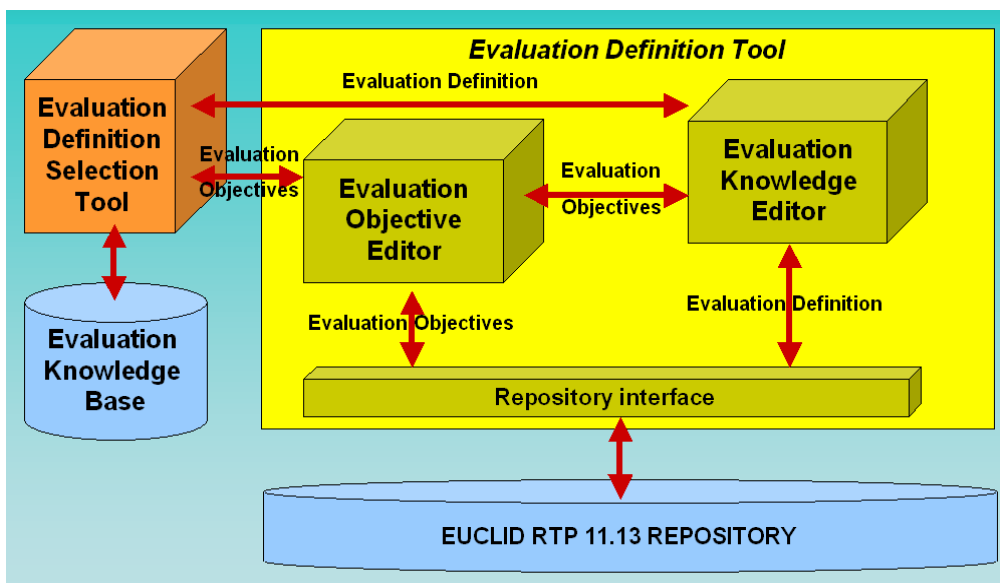 Evaluation Definition Tool
Evaluation Definition
Evaluation
Definition
Selection
Tool
Evaluation
Objectives
Evaluation
Objective
Editor
Evaluation
Objectives
Evaluation
Knowledge
Editor
Evaluation Objectives
Evaluation Definition
Evaluation
Knowledge
Base
Repository interface
EUCLID RTP 11.13 REPOSITORY